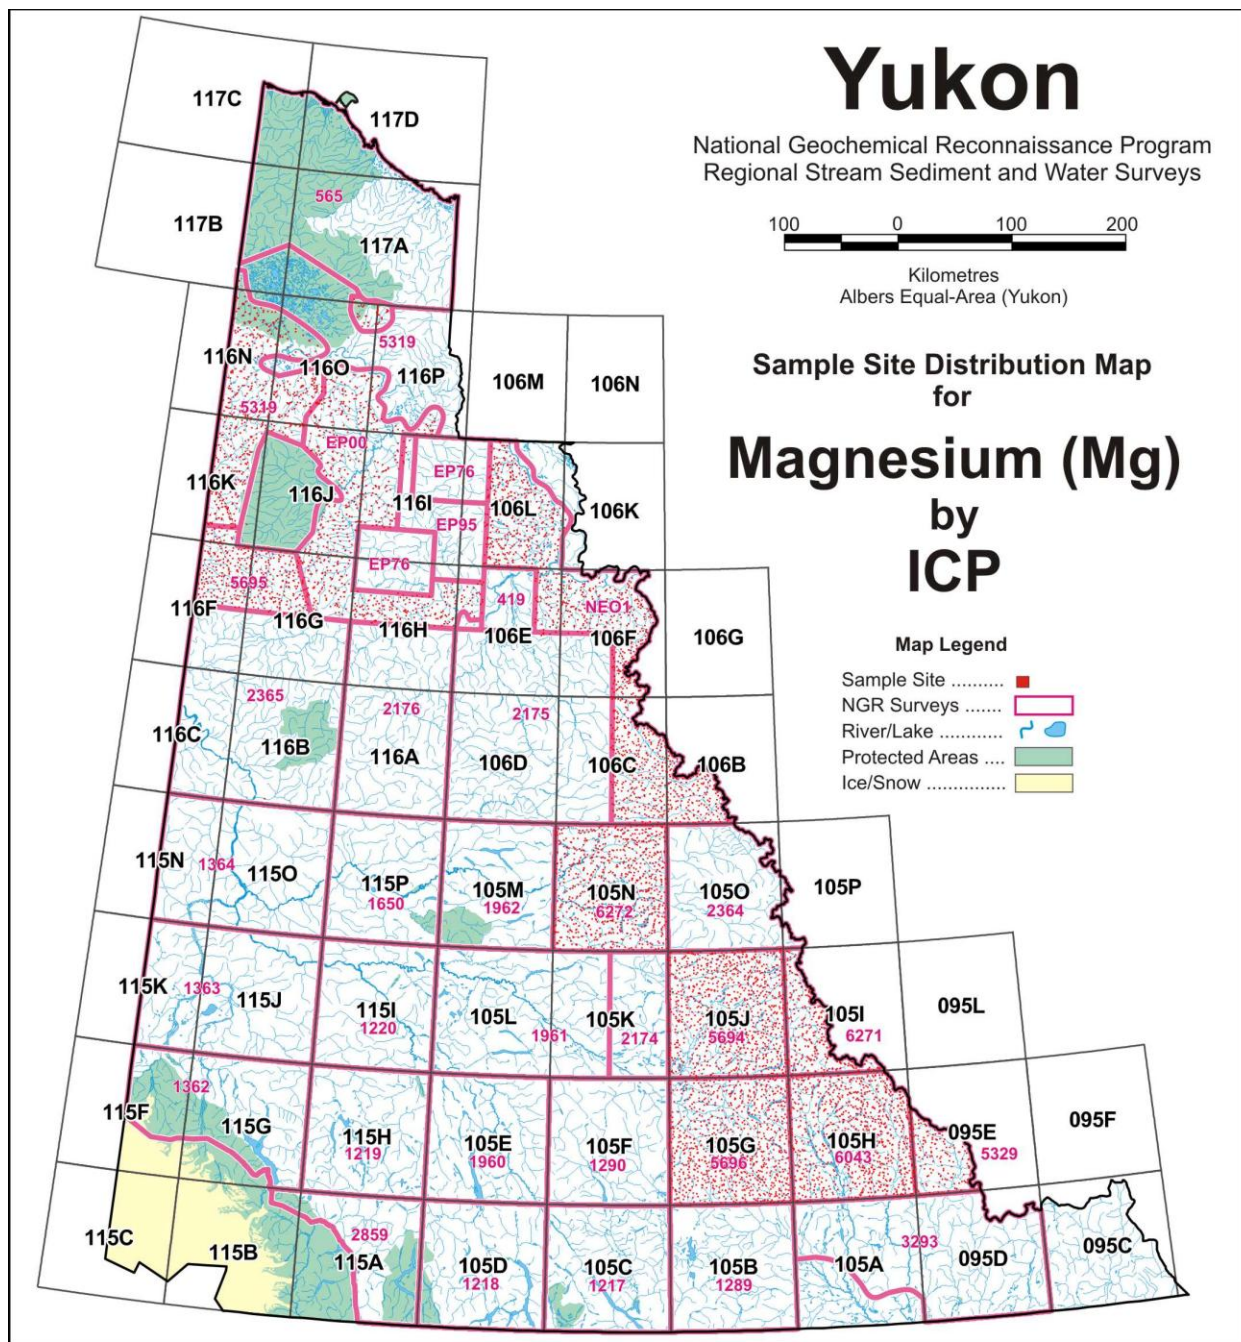 Yukon
National Geochemical Reconnaissance Program
Regional Stream Sediment and Water Surveys
100 0 100 200
Kilometres
Albers Equal-Area (Yukon)
Sample Site Distribution Map
for
Magnesium (Mg)
by
ICP
Map Legend
Sample Site ..........
NGR Surveys .......
River/Lake ............
Protected Areas ....
Ice/Snow ...............
117C
117D
565
117B
117A
5319
116N
116O
116P
106M
106N
5319
EP00
EP76
116K
116J
116I
106L
106K
EP95
EP76
5695
419
NEO1
116F
116G
116H
106E
106F
106G
2365
2176
2175
116C
116B
116A
106D
106C
106B
115N
1364
115O
115P
1650
105M
1962
105N
6272
105O
2364
105P
115K
1363
115J
115I
1220
105L
1961
105K
2174
105J
5694
105I
6271
095L
1362
115F
115G
115H
1219
105E
1960
105F
1290
105G
5696
105H
6043
095E
5329
095F
115C
115B
2859
115A
105D
1218
105C
1217
105B
1289
105A
3293
095D
095C